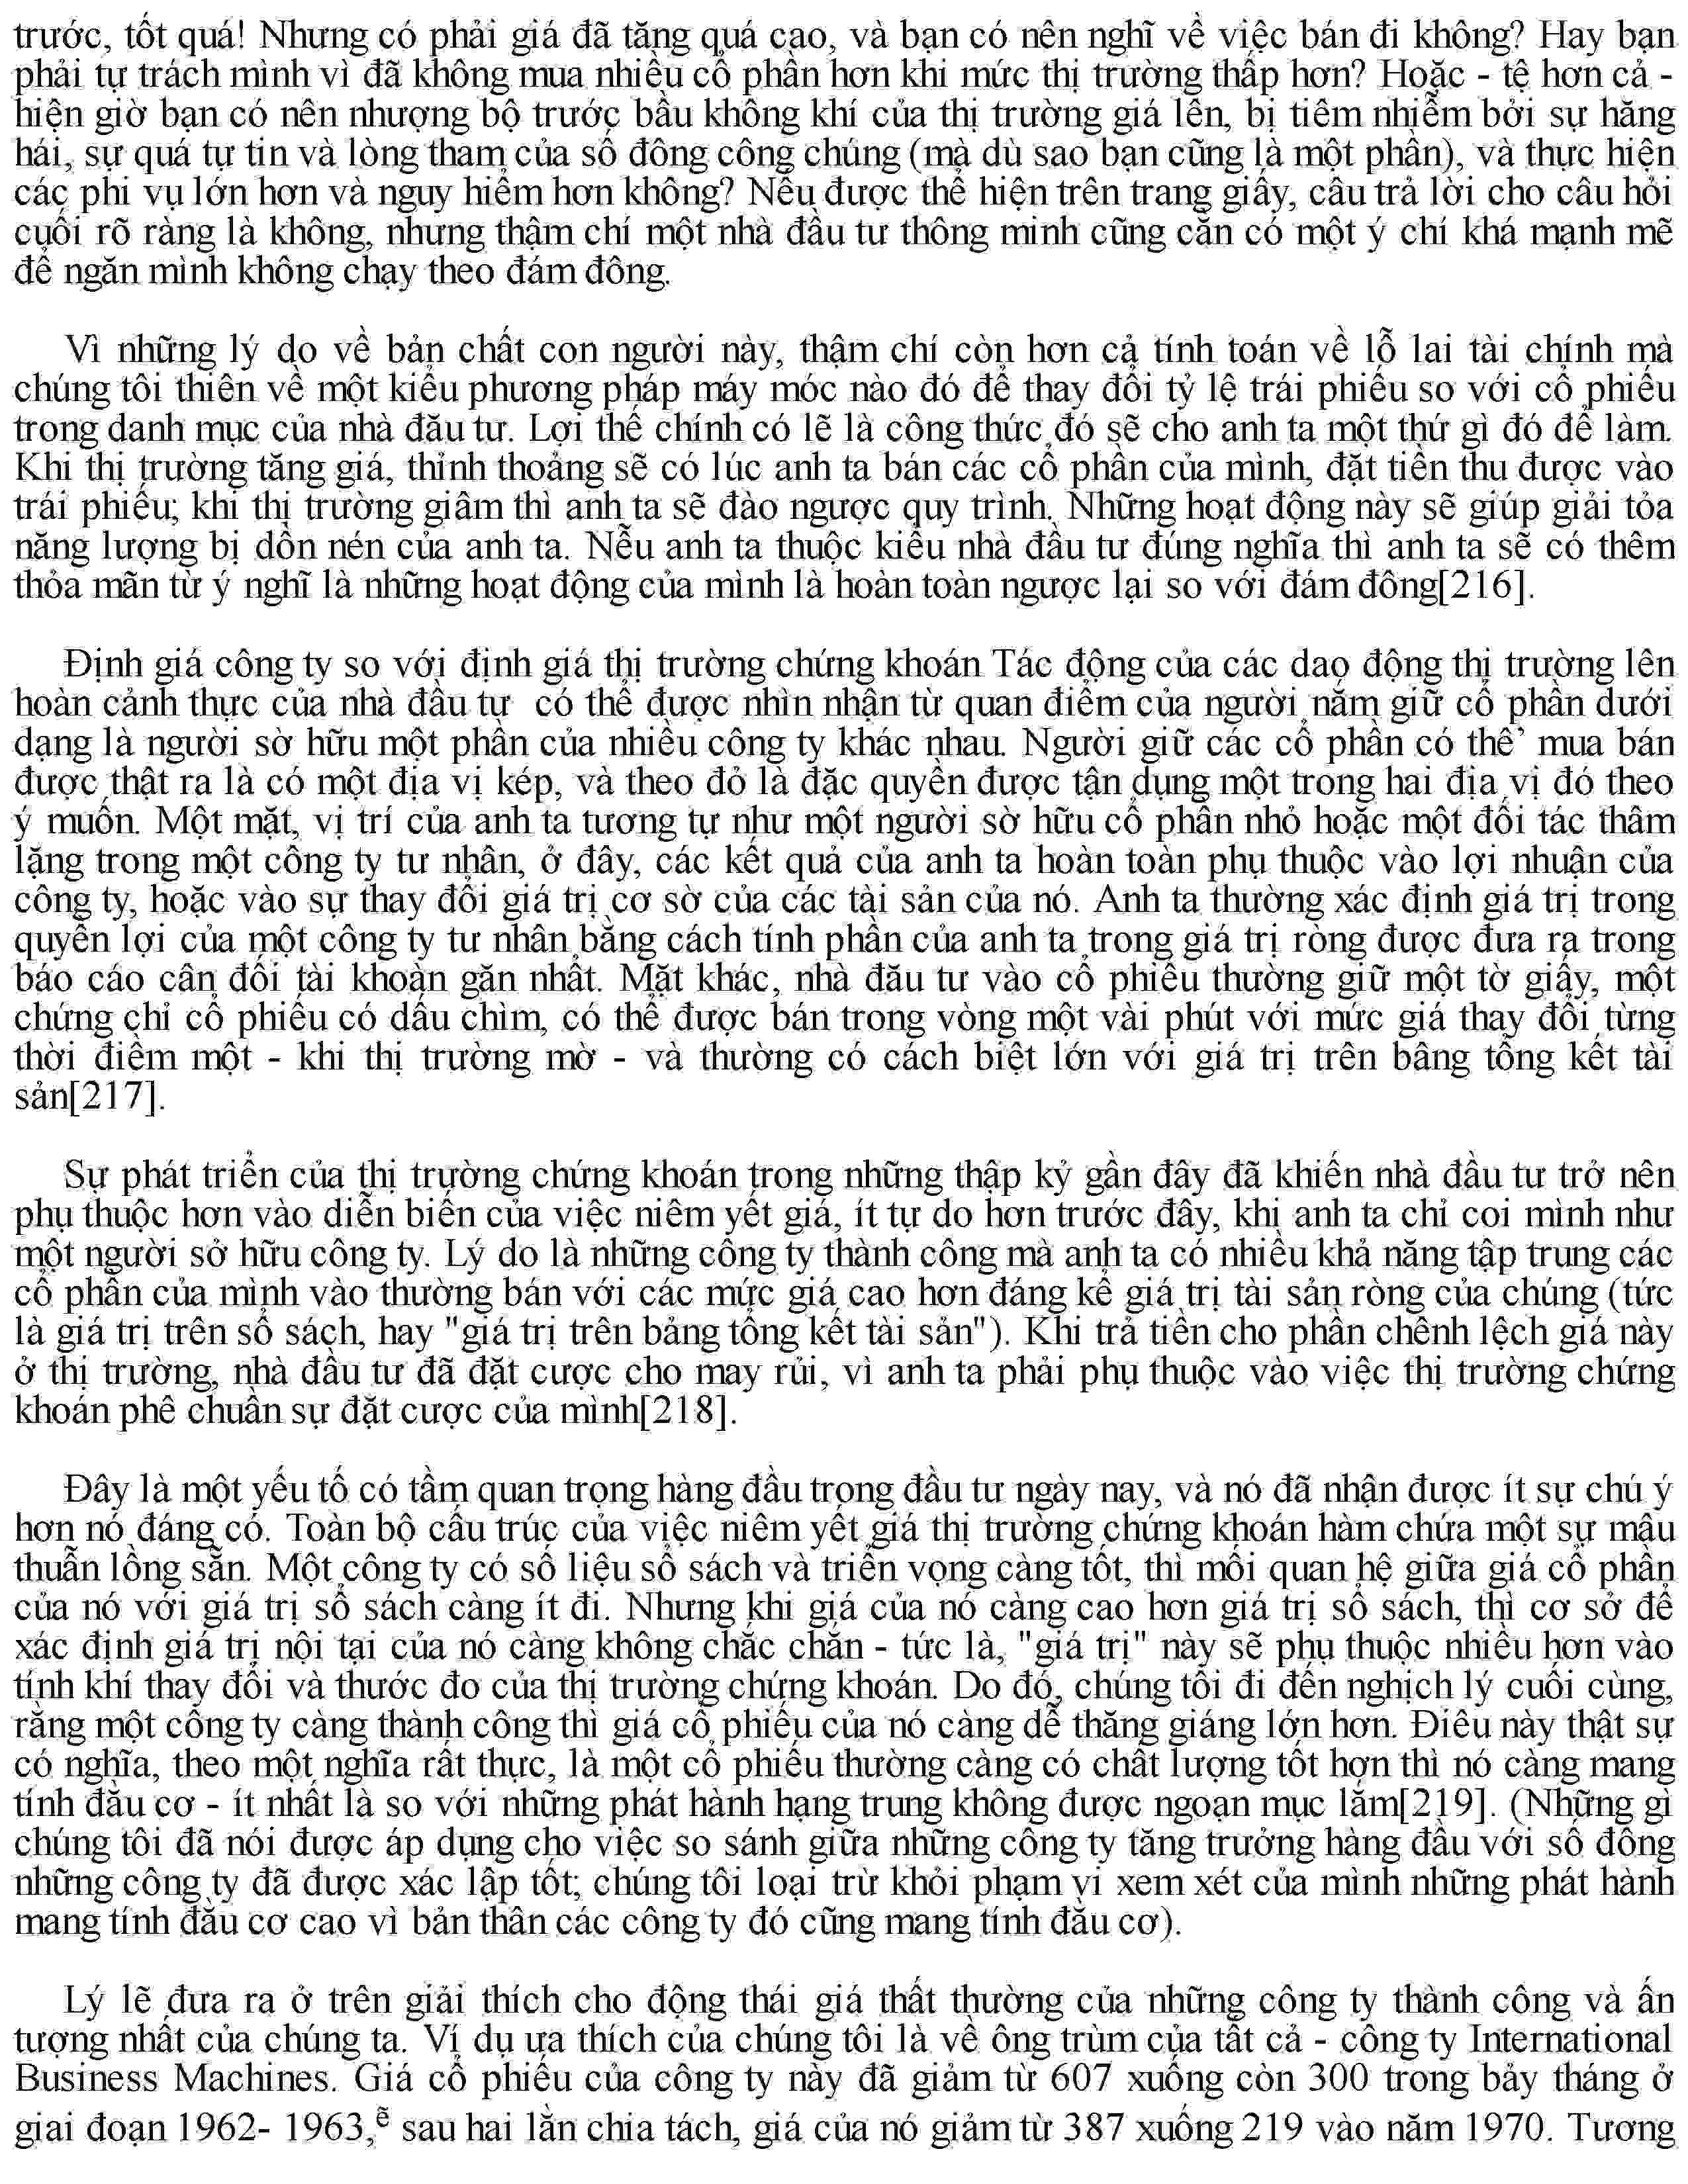 trước, tốt quá! Nhưng có phải giá đã tăng quá cao, và bạn có nên nghĩ về việc bán đi không? Hay bạn
phải tự trách mình vì đã không mua nhiều cổ phần hơn khi mức thị trường thấp hơn? Hoặc - tệ hơn cả -
hiện giờ bạn có nên nhượng bộ trước bầu không khí của thị trường giá lên, bị tiêm nhiễm bởi sự hăng
hái, sự quá tự tin và lòng tham của số đông công chúng (mà dù sao bạn cũng là một phần), và thực hiện
các phi vụ lớn hơn và nguy hiểm hơn không? Nếu được thể hiện trên trang giấy, câu trả lời cho câu hỏi
cuối rõ ràng là không, nhưng thậm chí một nhà đầu tư thông minh cũng cần có một ý chí khá mạnh mẽ
để ngăn mình không chạy theo đám đông.
Vì những lý do về bản chất con người này, thậm chí còn hơn cả tính toán về lỗ lai tài chính mà
chúng tôi thiên về một kiểu phương pháp máy móc nào đó để thay đổi tỷ lệ trái phiếu so với cổ phiếu
trong danh mục của nhà đău tư. Lợi thế chính có lẽ là công thức đó sẽ cho anh ta một thứ gì đó để làm.
Khi thị trường tăng giá, thỉnh thoảng sẽ có lúc anh ta bán các cổ phần của mình, đặt tiền thu được vào
trái phiếu; khi thị trường giâm thì anh ta sẽ đào ngược quy trình. Những hoạt động này sẽ giúp giải tỏa
năng lượng bị dồn nén của anh ta. Nễu anh ta thuộc kiểu nhà đầu tư đúng nghĩa thì anh ta sẽ có thêm
thỏa mãn từ ý nghĩ là những hoạt động của mình là hoàn toàn ngược lại so với đám đông[216].
Định giá công ty so với định giá thị trường chứng khoán Tác động của các dao động thị trường lên
hoàn cảnh thực của nhà đầu tư có thể được nhìn nhận từ quan điểm của người nắm giữ cổ phần dưới
dạng là người sờ hữu một phần của nhiều công ty khác nhau. Người giữ các cổ phần có thê’ mua bán
được thật ra là có một địa vị kép, và theo đỏ là đặc quyền được tận dụng một trong hai địa vị đó theo
ý muốn. Một mặt, vị trí của anh ta tương tự như một người sờ hữu cổ phần nhỏ hoặc một đối tác thầm
lặng trong một công ty tư nhân, ở đây, các kết quả của anh ta hoàn toàn phụ thuộc vào lợi nhuận của
công ty, hoặc vào sự thay đổi giá trị cơ sờ của các tài sản của nó. Anh ta thường xác định giá trị trong
quyền lợi của một công ty tư nhân bằng cách tính phần của anh ta trong giá trị ròng được đưa ra trong
báo cáo cân đối tài khoàn gần nhất. Mặt khác, nhà đău tư vào cổ phiếu thường giữ một tờ giấy, một
chứng chỉ cổ phiếu có dấu chìm, có thể được bán trong vòng một vài phút với mức giá thay đổi từng
thời điềm một - khi thị trường mờ - và thường có cách biệt lớn với giá trị trên bâng tổng kết tài
sản[217].
Sự phát triển của thị trường chứng khoán trong những thập kỷ gần đây đã khiến nhà đầu tư trở nên
phụ thuộc hơn vào diễn biến của việc niêm yết giá, ít tự do hơn trước đây, khi anh ta chỉ coi mình như
một người sở hữu công ty. Lý do là những công ty thành công mà anh ta có nhiều khả năng tập trung các
cổ phần của mình vào thường bán với các mức giá cao hơn đáng kể giá trị tài sản ròng của chúng (tức
là giá trị trên sổ sách, hay "giá trị trên bảng tổng kết tài sản"). Khi trả tiền cho phần chênh lệch giá này
ở thị trường, nhà đầu tư đã đặt cược cho may rủi, vì anh ta phải phụ thuộc vào việc thị trường chứng
khoán phê chuẩn sự đặt cược của mình[218].
Đây là một yếu tố có tầm quan trọng hàng đầu trong đầu tư ngày nay, và nó đã nhận được ít sự chú ý
hơn nó đáng có. Toàn bộ cấu trúc của việc niêm yết giá thị trường chứng khoán hàm chứa một sự mâu
thuẫn lồng sẵn. Một công ty có số liệu sổ sách và triển vọng càng tốt, thì mối quan hệ giữa giá cổ phần
của nó với giá trị sổ sách càng ít đi. Nhưng khi giá của nó càng cao hơn giá trị sổ sách, thì cơ sở để
xác định giá trị nội tại của nó càng không chắc chắn - tức là, "giá trị" này sẽ phụ thuộc nhiều hơn vào
tính khí thay đổi và thước đo của thị trường chứng khoán. Do đó, chúng tôi đi đến nghịch lý cuối cùng,
rằng một công ty càng thành công thì giá cổ phiếu của nó càng dễ thăng giáng lớn hơn. Điêu này thật sự
có nghĩa, theo một nghĩa rất thực, là một cổ phiếu thường càng có chất lượng tốt hơn thì nó càng mang
tính đầu cơ - ít nhất là so với những phát hành hạng trung không được ngoạn mục lắm[219]. (Những gì
chúng tôi đã nói được áp dụng cho việc so sánh giữa những công ty tăng trưởng hàng đầu với số đông
những công ty đã được xác lập tốt; chúng tôi loại trừ khỏi phạm vi xem xét của mình những phát hành
mang tính đầu cơ cao vì bản thân các công ty đó cũng mang tính đầu cơ).
Lý lẽ đưa ra ở trên giải thích cho động thái giá thất thường của những công ty thành công và ấn
tượng nhất của chúng ta. Ví dụ ưa thích của chúng tôi là về ông trùm của tất cả - công ty International
Business Machines. Giá cổ phiếu của công ty này đã giảm từ 607 xuống còn 300 trong bảy tháng ở
giai đoạn 1962- 1963,ẽ sau hai lần chia tách, giá của nó giảm từ 387 xuống 219 vào năm 1970. Tương